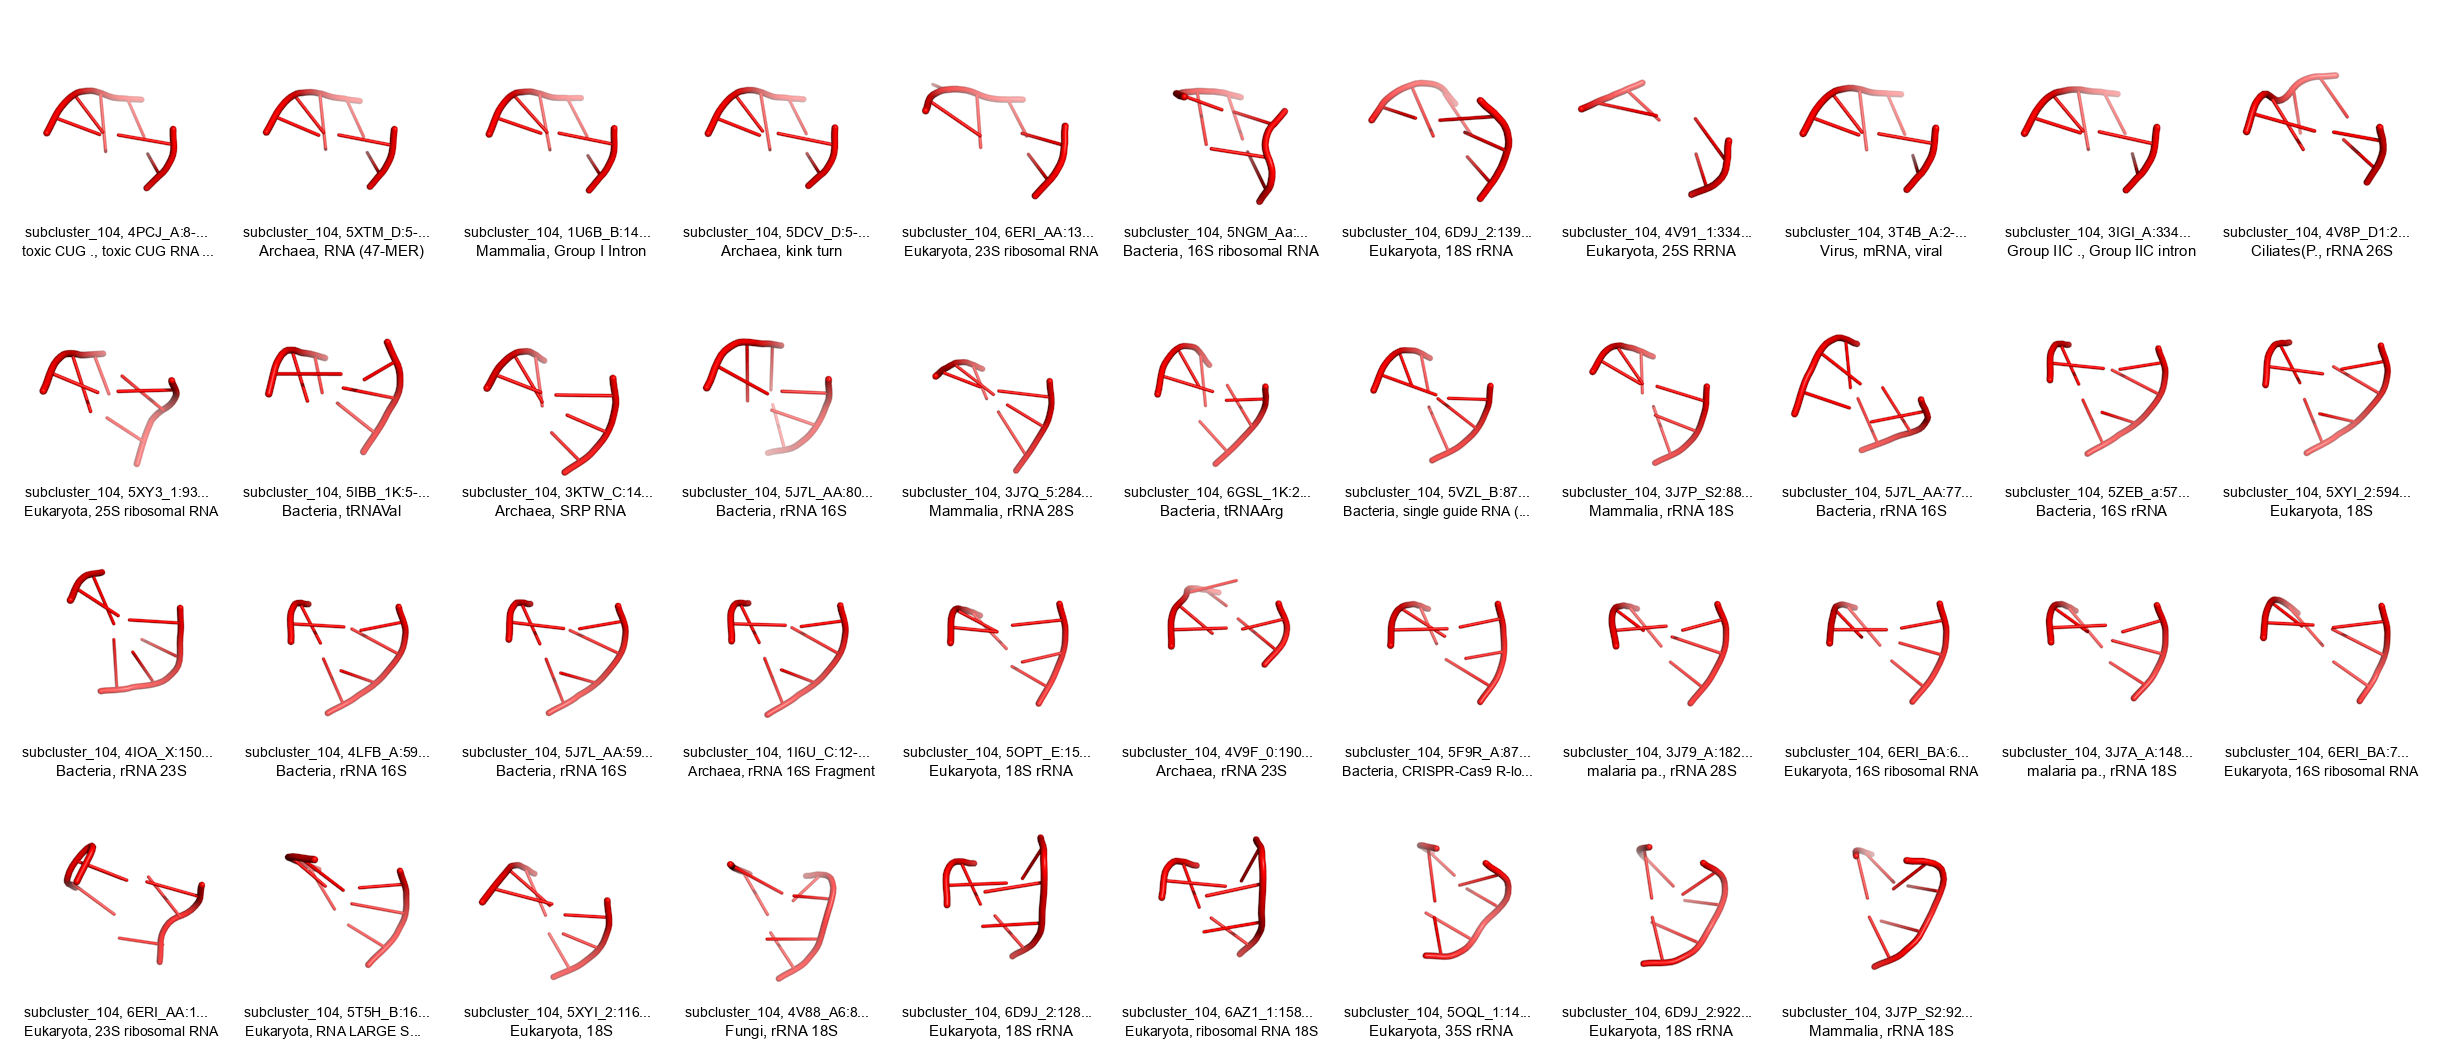 subcluster_104, 4PCJ_A:8-...
toxic CUG ., toxic CUG RNA ...
subcluster_104, 5XTM_D:5-...
Archaea, RNA (47-MER)
subcluster_104, 1U6B_B:14...
Mammalia, Group I Intron
subcluster_104, 5DCV_D:5-...
Archaea, kink turn
subcluster_104, 6ERI_AA:13...
Eukaryota, 23S ribosomal RNA
subcluster_104, 5NGM_Aa:...
Bacteria, 16S ribosomal RNA
subcluster_104, 6D9J_2:139...
Eukaryota, 18S rRNA
subcluster_104, 4V91_1:334...
Eukaryota, 25S RRNA
subcluster_104, 3T4B_A:2-...
Virus, mRNA, viral
subcluster_104, 3IGI_A:334...
Group IIC ., Group IIC intron
subcluster_104, 4V8P_D1:2...
Ciliates(P., rRNA 26S
subcluster_104, 5XY3_1:93...
Eukaryota, 25S ribosomal RNA
subcluster_104, 5IBB_1K:5-...
Bacteria, tRNAVal
subcluster_104, 3KTW_C:14...
Archaea, SRP RNA
subcluster_104, 5J7L_AA:80...
Bacteria, rRNA 16S
subcluster_104, 3J7Q_5:284...
Mammalia, rRNA 28S
subcluster_104, 6GSL_1K:2...
Bacteria, tRNAArg
subcluster_104, 5VZL_B:87...
Bacteria, single guide RNA (...
subcluster_104, 3J7P_S2:88...
Mammalia, rRNA 18S
subcluster_104, 5J7L_AA:77...
Bacteria, rRNA 16S
subcluster_104, 5ZEB_a:57...
Bacteria, 16S rRNA
subcluster_104, 5XYI_2:594...
Eukaryota, 18S
subcluster_104, 4IOA_X:150...
Bacteria, rRNA 23S
subcluster_104, 4LFB_A:59...
Bacteria, rRNA 16S
subcluster_104, 5J7L_AA:59...
Bacteria, rRNA 16S
subcluster_104, 1I6U_C:12-...
Archaea, rRNA 16S Fragment
subcluster_104, 5OPT_E:15...
Eukaryota, 18S rRNA
subcluster_104, 4V9F_0:190...
Archaea, rRNA 23S
subcluster_104, 5F9R_A:87...
Bacteria, CRISPR-Cas9 R-lo...
subcluster_104, 3J79_A:182...
malaria pa., rRNA 28S
subcluster_104, 6ERI_BA:6...
Eukaryota, 16S ribosomal RNA
subcluster_104, 3J7A_A:148...
malaria pa., rRNA 18S
subcluster_104, 6ERI_BA:7...
Eukaryota, 16S ribosomal RNA
subcluster_104, 6ERI_AA:1...
Eukaryota, 23S ribosomal RNA
subcluster_104, 5T5H_B:16...
Eukaryota, RNA LARGE S...
subcluster_104, 5XYI_2:116...
Eukaryota, 18S
subcluster_104, 4V88_A6:8...
Fungi, rRNA 18S
subcluster_104, 6D9J_2:128...
Eukaryota, 18S rRNA
subcluster_104, 6AZ1_1:158...
Eukaryota, ribosomal RNA 18S
subcluster_104, 5OQL_1:14...
Eukaryota, 35S rRNA
subcluster_104, 6D9J_2:922...
Eukaryota, 18S rRNA
subcluster_104, 3J7P_S2:92...
Mammalia, rRNA 18S